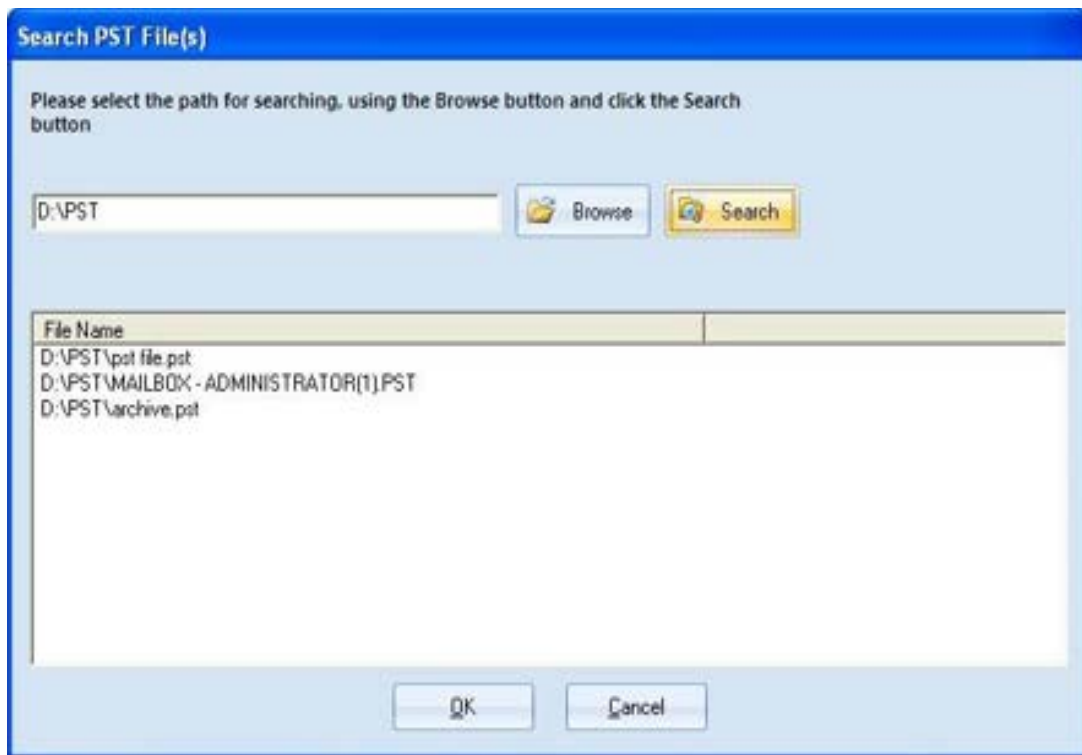 Search PST File(s)
Please select the path for searching, using the Browse button and click the Search
button
D:\PST Browse Search
File Name
D:\PST\pst file.pst
D:\PST\MAILBOX - ADMINISTRATOR(1).PST
D:\PST\archive.pst
OK Cancel